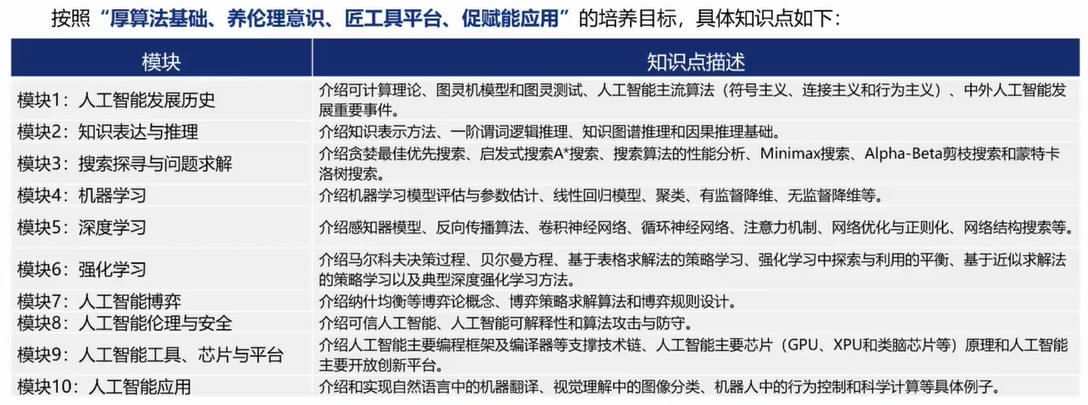 按照“厚算法基础、养伦理意识、匠工具平台、促赋能应用”的培养目标，具体知识点如下：
模块 知识点描述
模块1：人工智能发展历史 介绍可计算理论、图灵机模型和图灵测试、人工智能主流算法（符号主义、连接主义和行为主义）、中外人工智能发
展重要事件。
模块2：知识表达与推理 介绍知识表示方法、一阶谓词逻辑推理、知识图谱推理和因果推理基础。
模块3：搜索探寻与问题求解 介绍贪婪最佳优先搜索、启发式搜索A*搜索、搜索算法的性能分析、Minimax搜索、Alpha-Beta剪枝搜索和蒙特卡
洛树搜索。
模块4：机器学习 介绍机器学习模型评估与参数估计、线性回归模型、聚类、有监督降维、无监督降维等。
模块5：深度学习 介绍感知器模型、反向传播算法、卷积神经网络、循环神经网络、注意力机制、网络优化与正则化、网络结构搜索等。
模块6：强化学习 介绍马尔科夫决策过程、贝尔曼方程、基于表格求解法的策略学习、强化学习中探索与利用的平衡、基于近似求解法
的策略学习以及典型深度强化学习方法。
模块7：人工智能博弈 介绍纳什均衡等博弈论概念、博弈策略求解算法和博弈规则设计。
模块8：人工智能伦理与安全 介绍可信人工智能、人工智能可解释性和算法攻击与防守。
模块9：人工智能工具、芯片与平台 介绍人工智能主要编程框架及编译器等支撑技术链、人工智能主要芯片（GPU、XPU和类脑芯片等）原理和人工智能
主要开放创新平台。
模块10：人工智能应用 介绍和实现自然语言中的机器翻译、视觉理解中的图像分类、机器人中的行为控制和科学计算等具体例子。